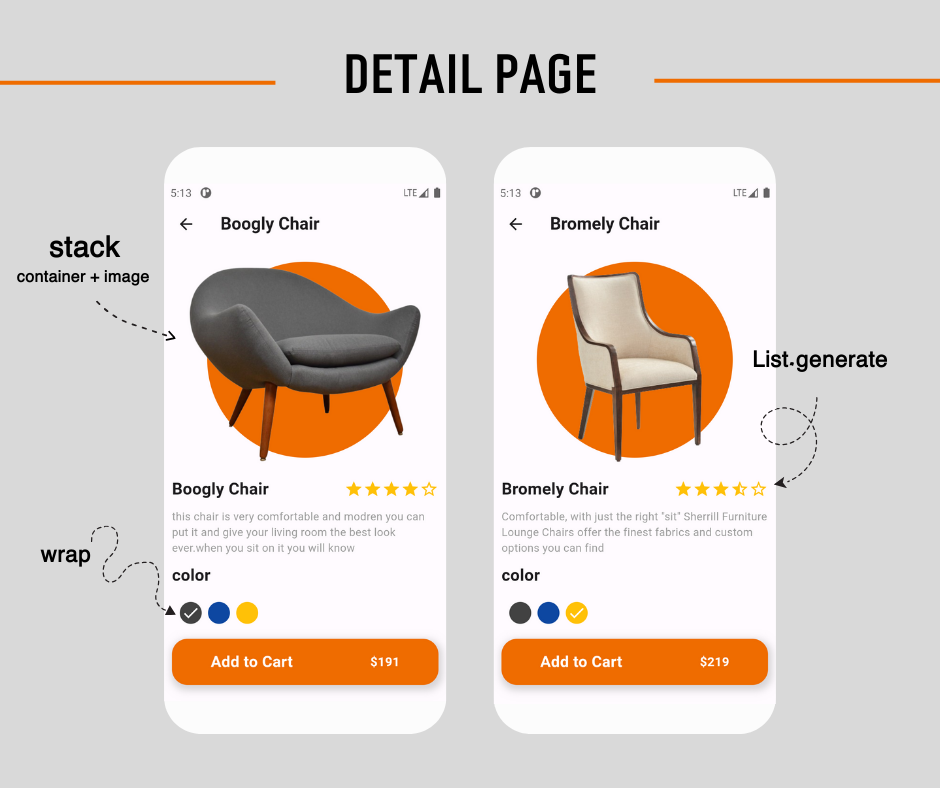 DETAIL PAGE
stack
container + image
wrap
5:13
LTE
Boogly Chair
Boogly Chair
this chair is very comfortable and modren you can
put it and give your living room the best look
ever.when you sit on it you will know
color
Add to Cart $191
5:13
LTE
Bromely Chair
Bromely Chair
Comfortable, with just the right "sit" Sherrill Furniture
Lounge Chairs offer the finest fabrics and custom
options you can find
color
Add to Cart $219
List.generate